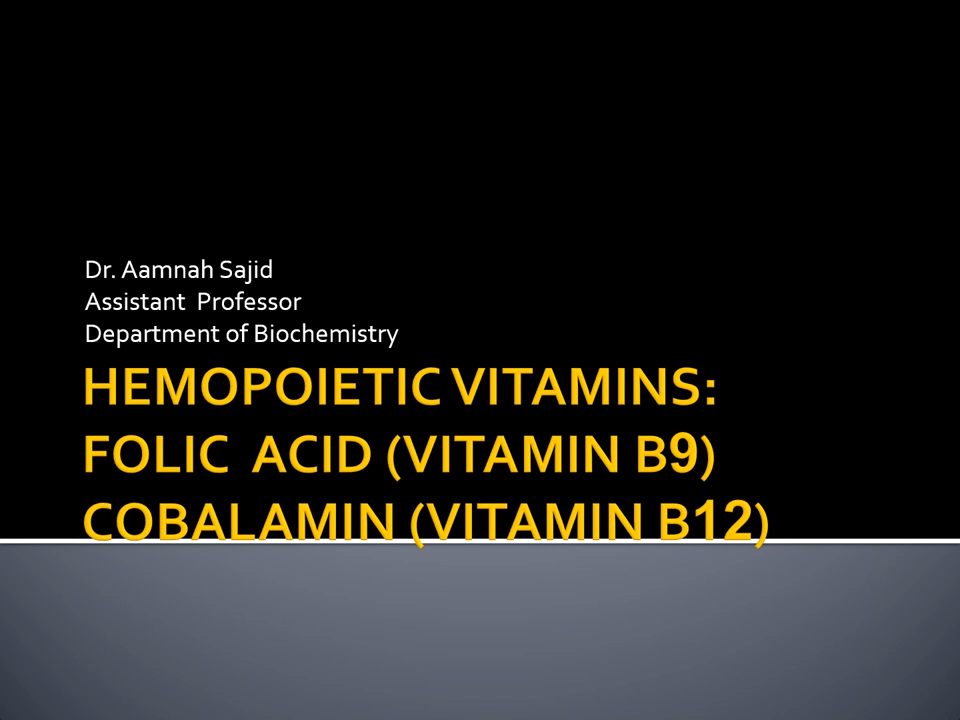 Dr. Aamnah Sajid
Assistant  Professor
Department of Biochemistry
HEMOPOIETIC VITAMINS:
FOLIC  ACID (VITAMIN B9)
COBALAMIN (VITAMIN B12)